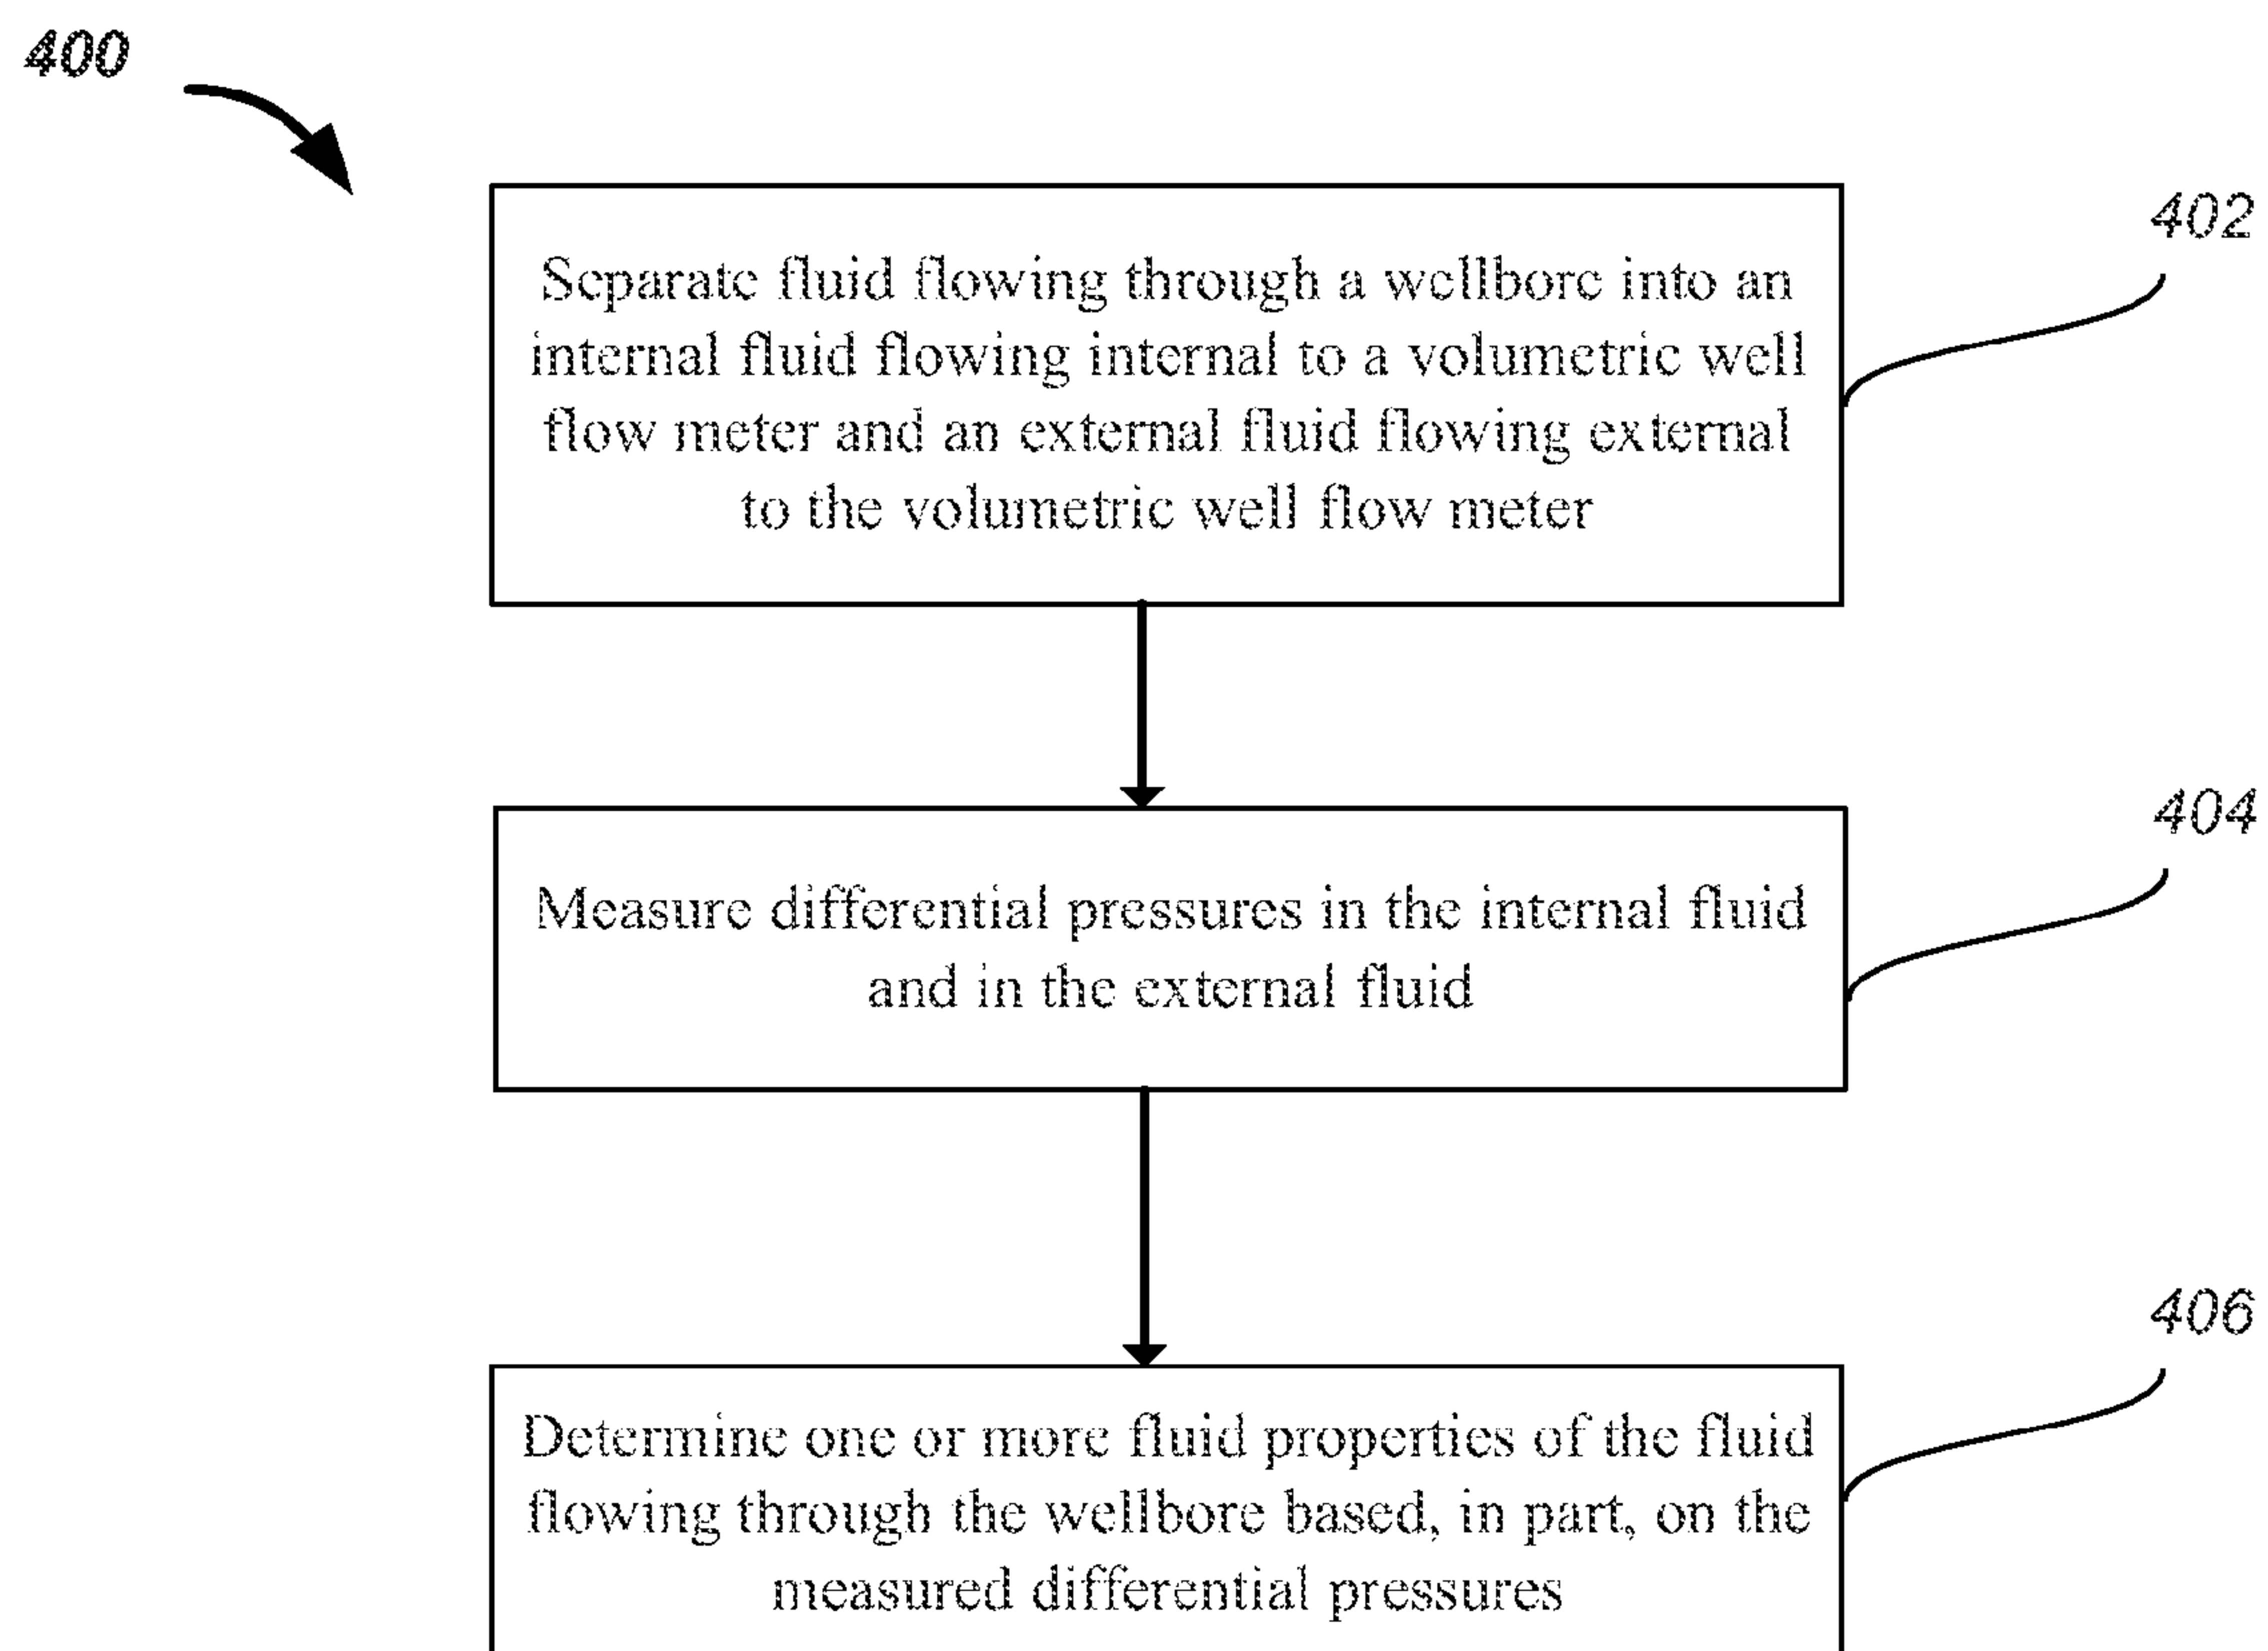 400
402
Separate fluid flowing through a wellbore into an
internal fluid flowing internal to a volumetric well
flow meter and an external fluid flowing external
to the volumetric well flow meter
404
Measure differential pressures in the internal fluid
and in the external fluid
406
Determine one or more fluid properties of the fluid
flowing through the wellbore based, in part, on the
measured differential pressures